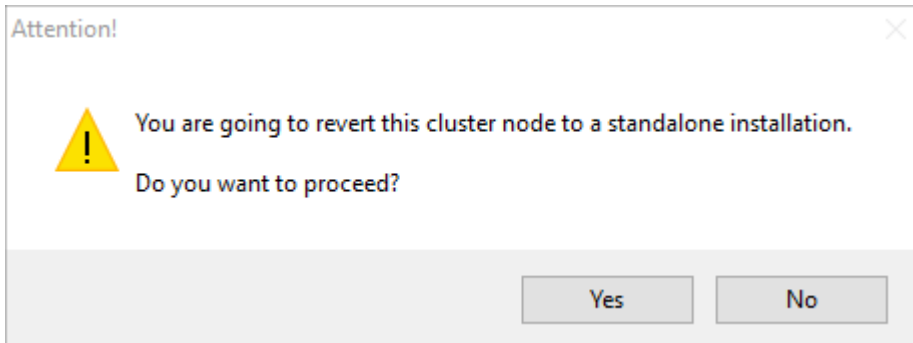 Attention!
You are going to revert this cluster node to a standalone installation.
Do you want to proceed?
Yes
No